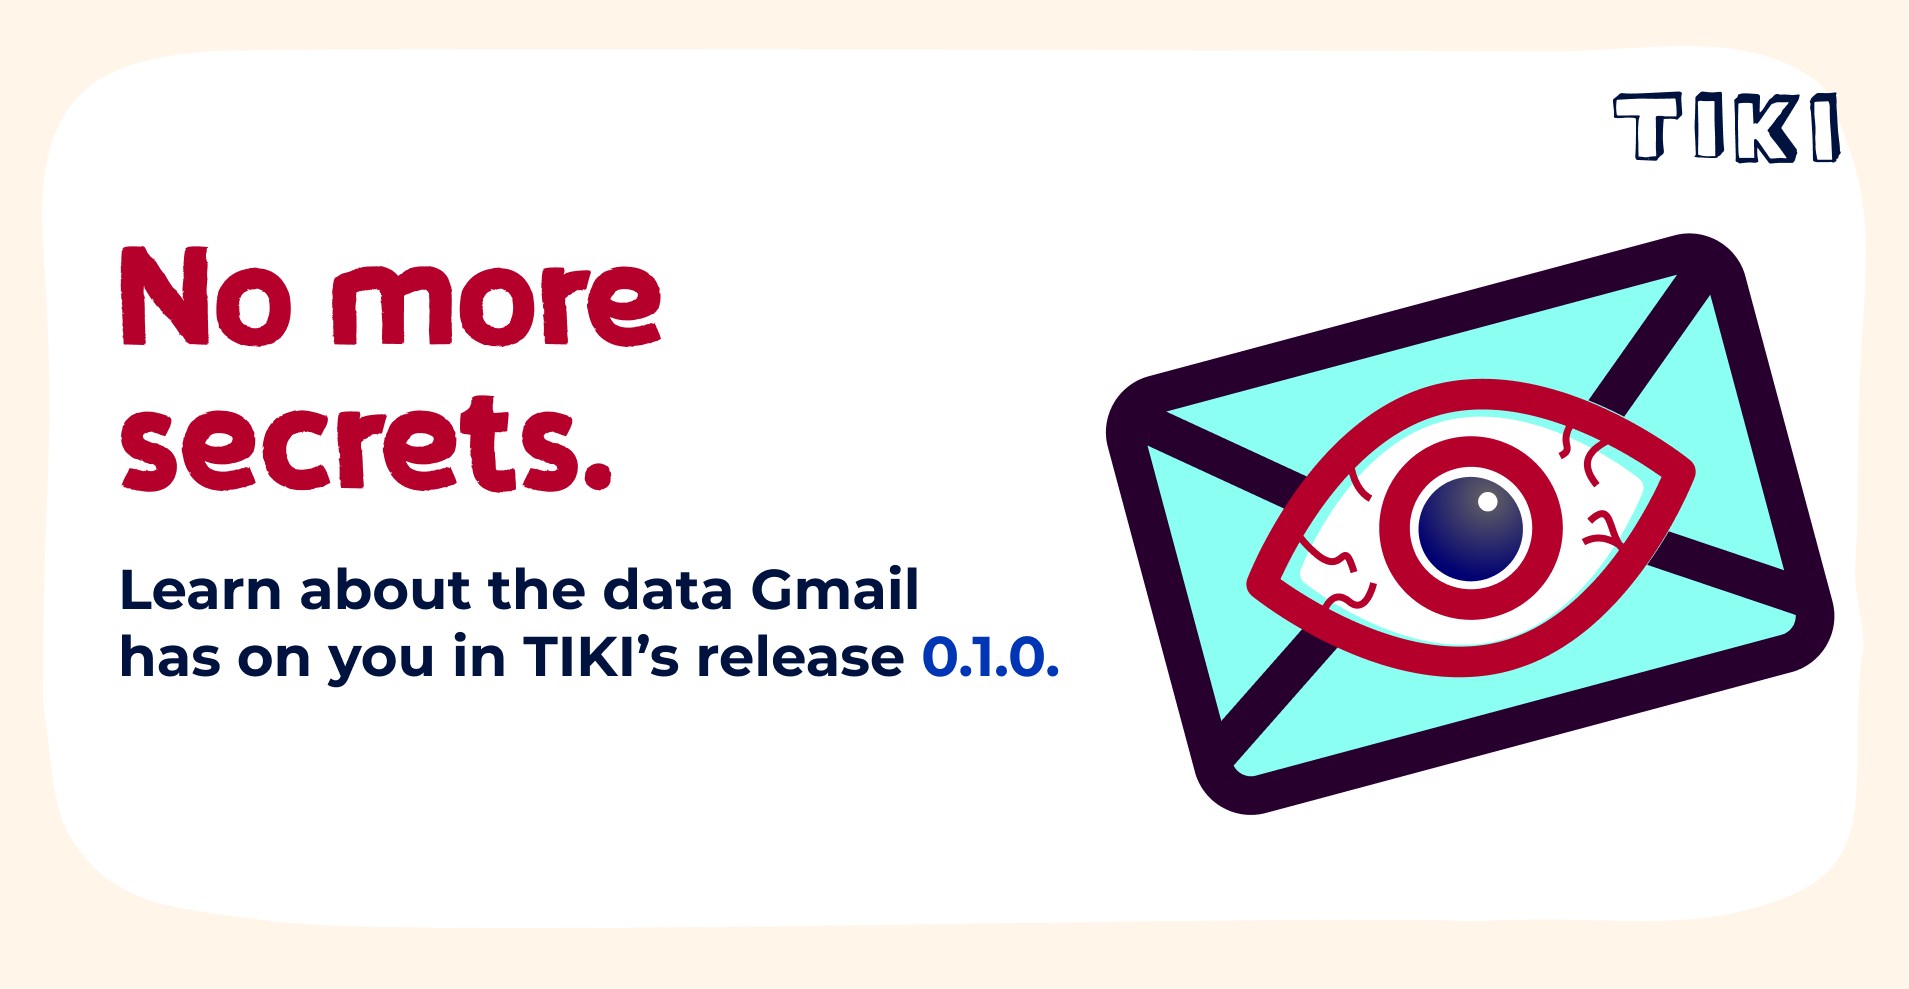 TIKI
No more
secrets.
Learn about the data Gmail
has on you in TIKI’s release 0.1.0.